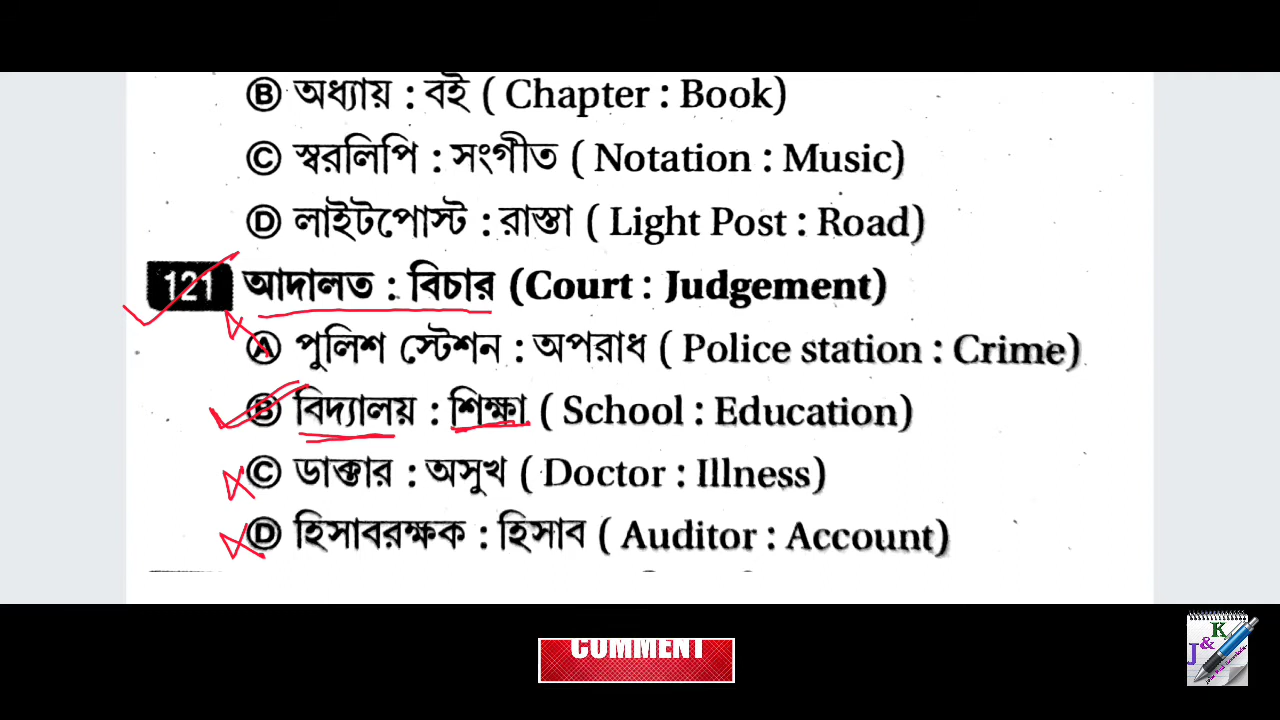 Ⓑ অধ্যায় : বই ( Chapter : Book)
Ⓒ স্বরলিপি : সংগীত ( Notation : Music)
Ⓓ লাইটপোস্ট : রাস্তা ( Light Post : Road)
121 আদালত : বিচার (Court : Judgement)
Ⓐ পুলিশ স্টেশন : অপরাধ ( Police station : Crime)
Ⓑ বিদ্যালয় : শিক্ষা ( School : Education)
Ⓒ ডাক্তার : অসুখ ( Doctor : Illness)
Ⓓ হিসাবরক্ষক : হিসাব ( Auditor : Account)
COMMENT
J&K